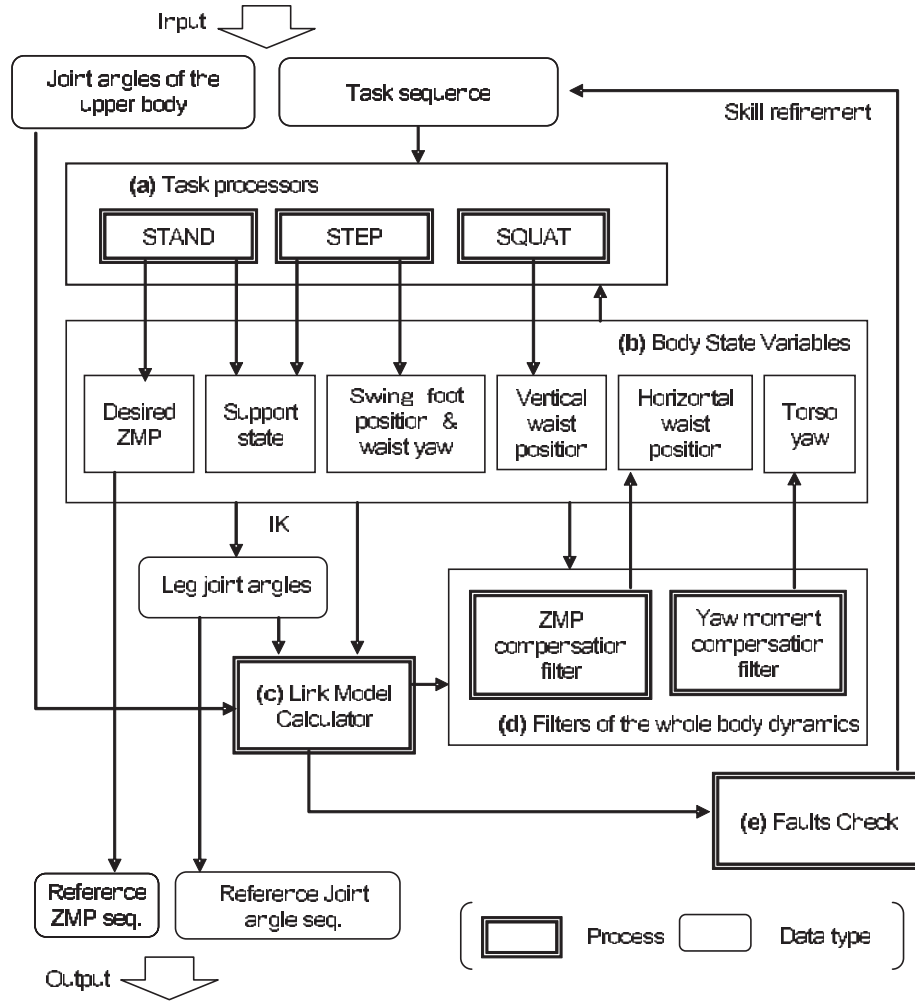 Input
Joint angles of the
upper body
Task sequence
Skill refinement
(a) Task processors
STAND
STEP
SQUAT
(b) Body State Variables
Desired
ZMP
Support
state
Swing foot
position &
waist yaw
Vertical
waist
position
Horizontal
waist
position
Torso
yaw
IK
Leg joint angles
ZMP
compensation
filter
Yaw moment
compensation
filter
(c) Link Model
Calculator
(d) Filters of the whole body dynamics
(e) Faults Check
Reference
ZMP seq.
Reference Joint
angle seq.
Process
Data type
Output